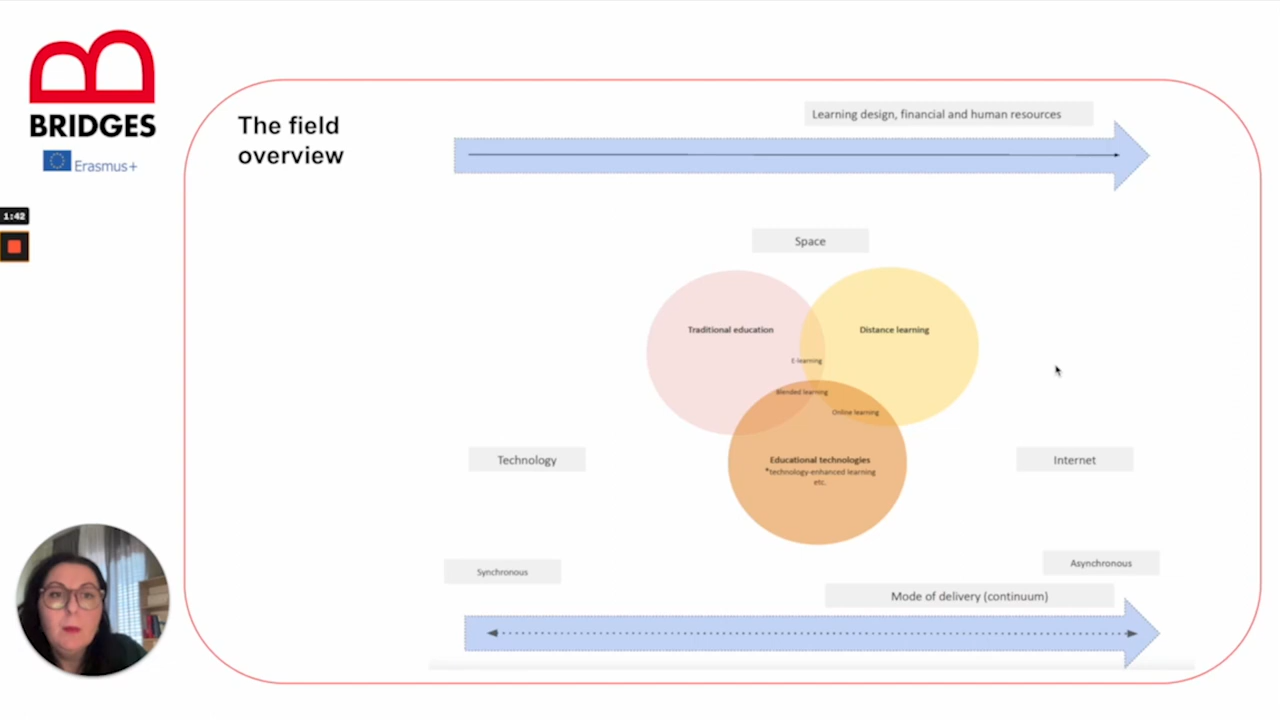 BRIDGES
Erasmus+
1:42
The field
overview
Learning design, financial and human resources
Space
Traditional education
Distance learning
E-learning
Blended learning
Online learning
Educational technologies
*technology-enhanced learning
etc.
Technology
Internet
Synchronous
Asynchronous
Mode of delivery (continuum)